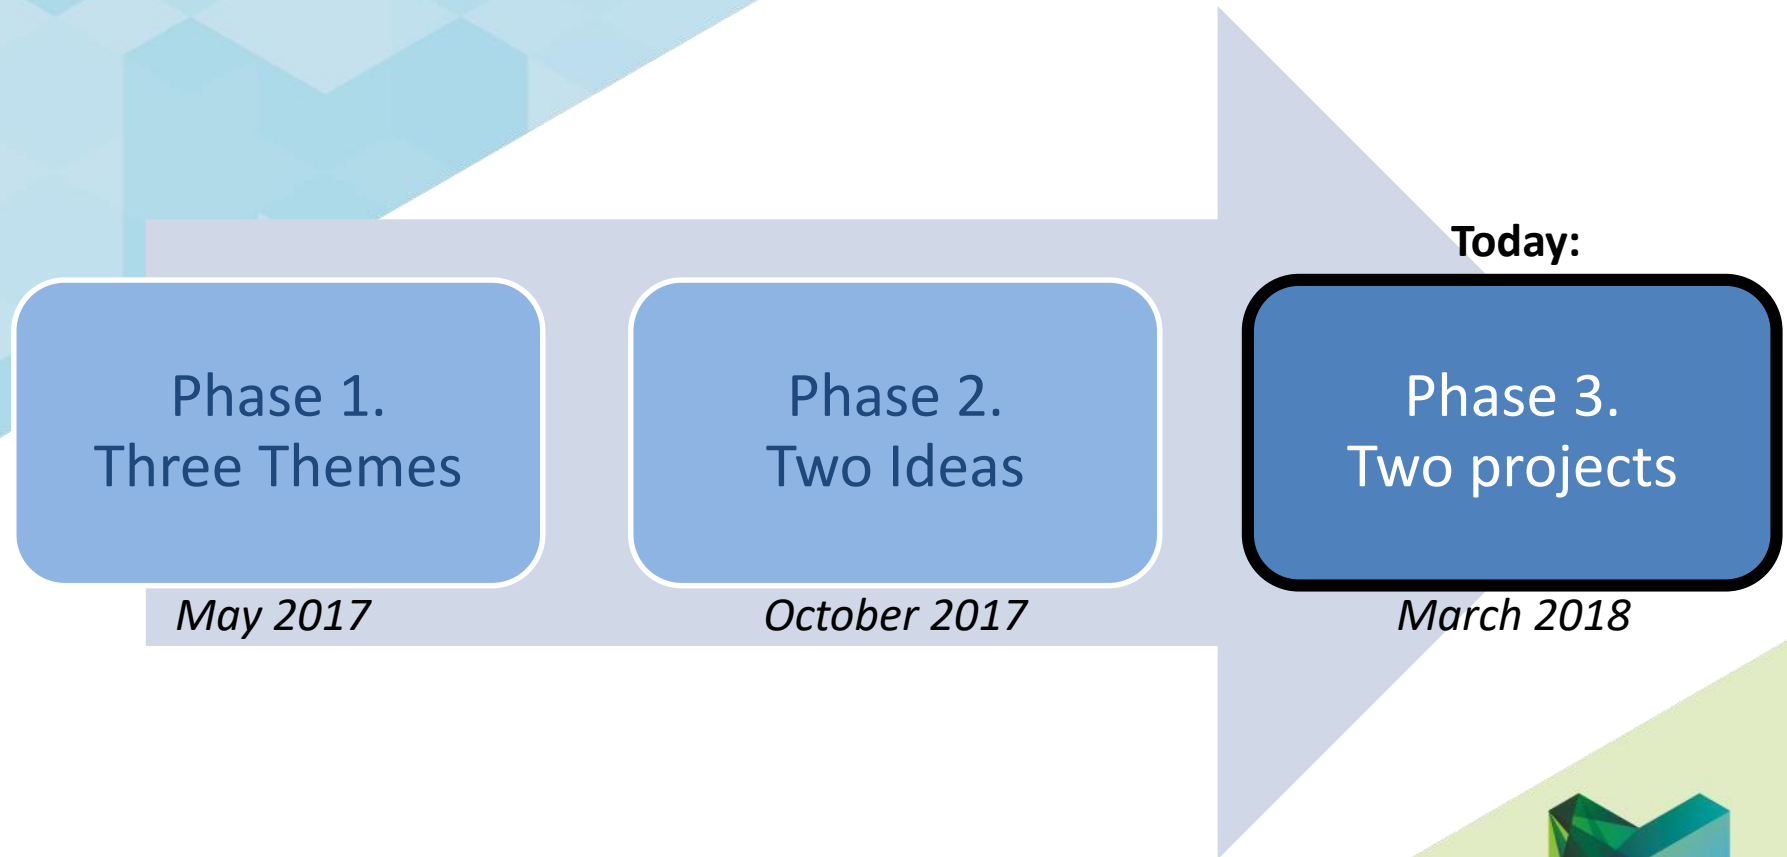 Today:
Phase 1.
Three Themes
Phase 2.
Two Ideas
Phase 3.
Two projects
May 2017
October 2017
March 2018